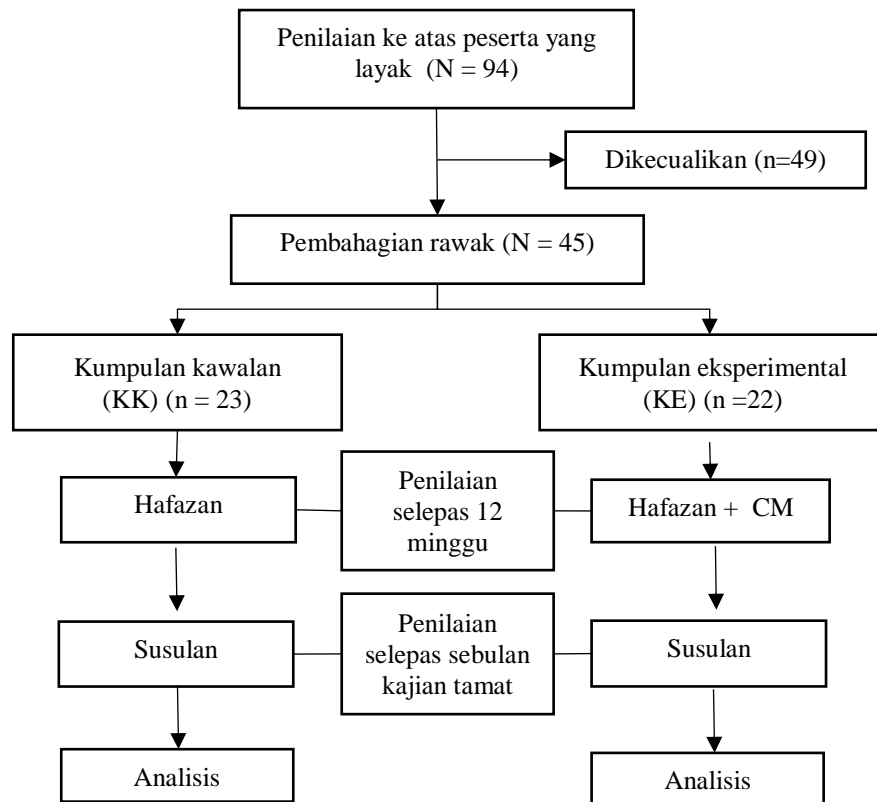 Penilaian ke atas peserta yang
layak (N = 94)
Dikecualikan (n=49)
Pembahagian rawak (N = 45)
Kumpulan kawalan
(KK) (n = 23)
Kumpulan eksperimental
(KE) (n =22)
Hafazan
Penilaian
selepas 12
minggu
Hafazan + CM
Susulan
Penilaian
selepas sebulan
kajian tamat
Susulan
Analisis
Analisis